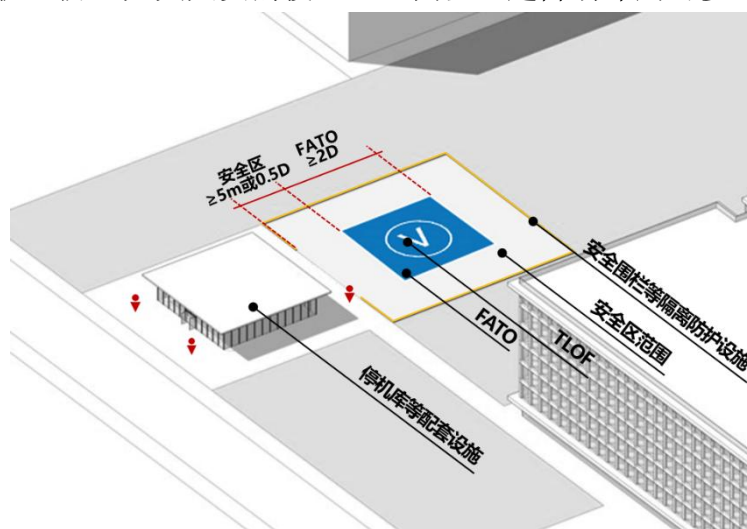 安全区
≥5m或0.5D
FATO
≥2D
V
安全围栏等隔离防护设施
安全区范围
TLOF
FATO
停机库等配套设施